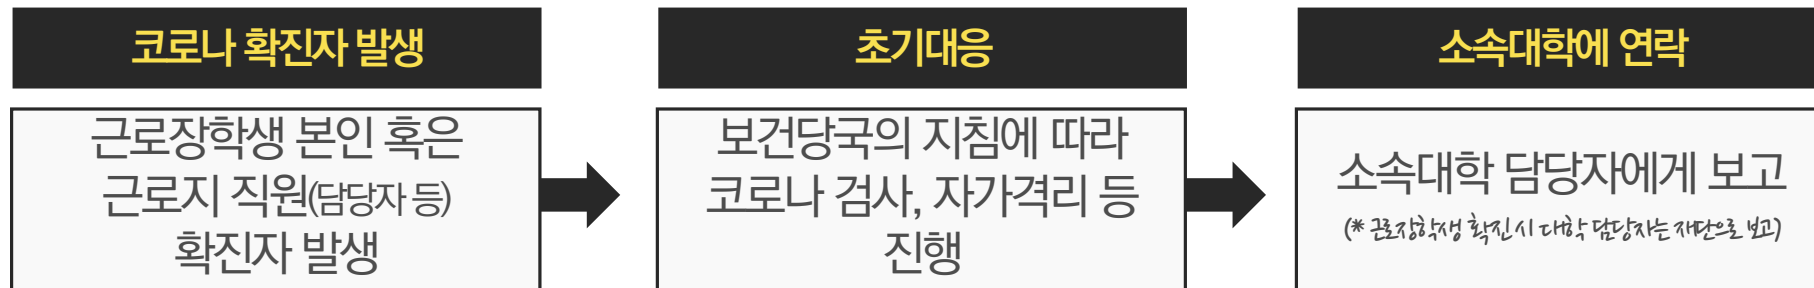 코로나 확진자 발생
근로장학생 본인 혹은
근로지 직원(담당자 등)
확진자 발생
초기대응
보건당국의 지침에 따라
코로나 검사, 자가격리 등
진행
소속대학에 연락
소속대학 담당자에게 보고
(* 근로장학생 확진 시 대학 담당자는 재단으로 보고)